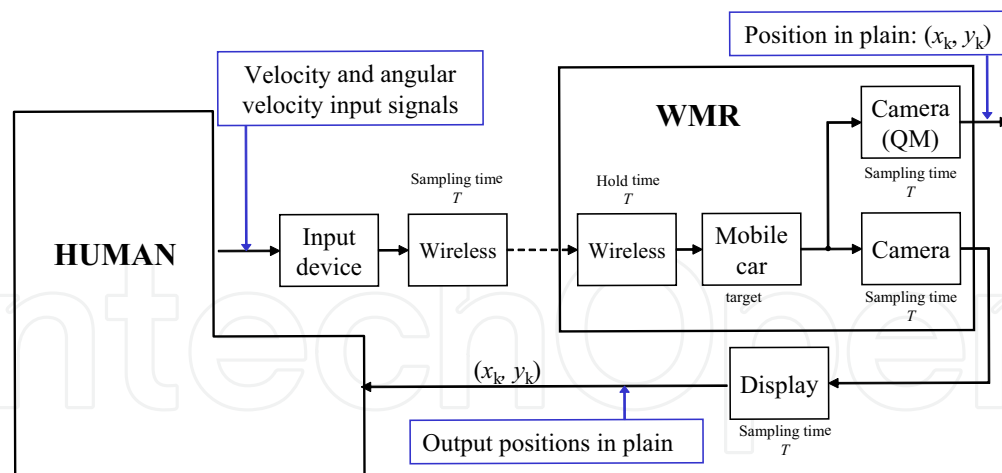 Position in plain: (xk, yk)
Velocity and angular
velocity input signals
WMR
Camera
(QM)
Sampling time
T
Sampling time
T
Hold time
T
HUMAN
Input
device
Wireless
Wireless
Mobile
car
target
Camera
Sampling time
T
(xk, yk)
Display
Sampling time
T
Output positions in plain
IntechOpen